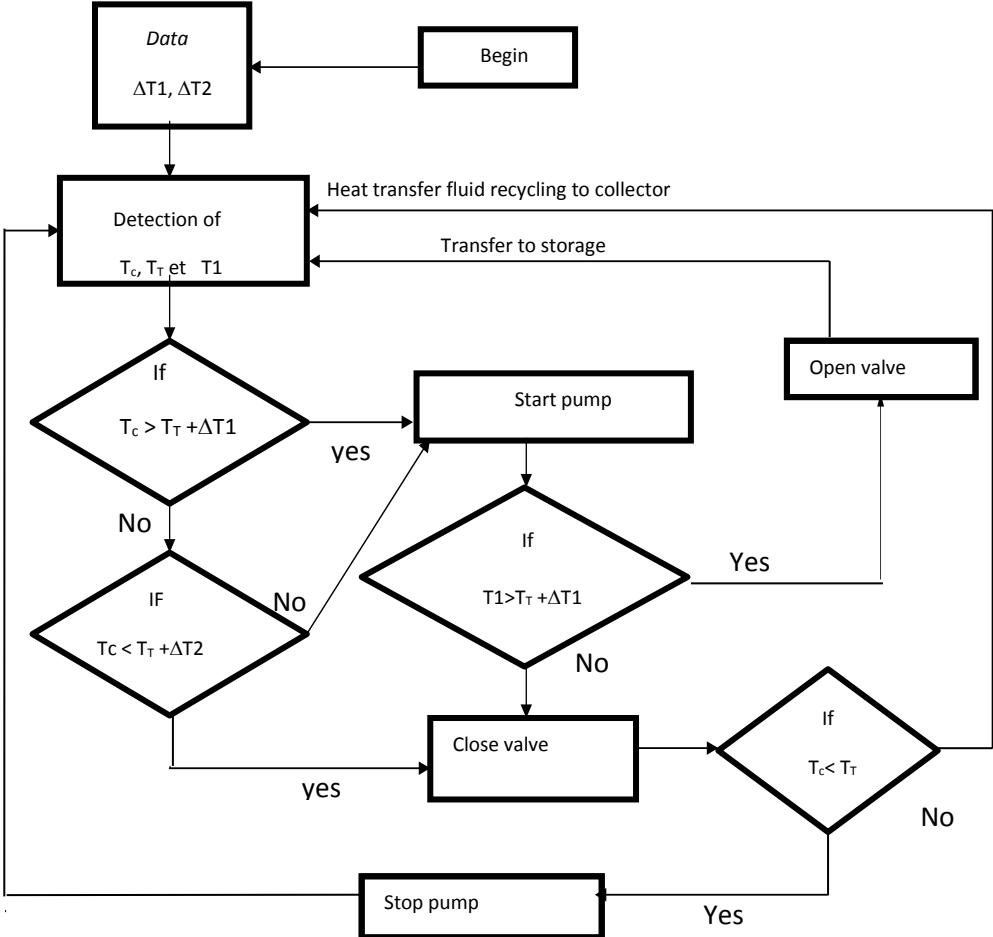 Data
ΔT1, ΔT2
Begin
Heat transfer fluid recycling to collector
Detection of
Tc, TT et T1
Transfer to storage
Open valve
If
Tc > TT +ΔT1
yes
Start pump
No
If
T1>TT +ΔT1
Yes
IF
Tc < TT +ΔT2
No
No
If
Tc< TT
Close valve
yes
No
Stop pump
Yes